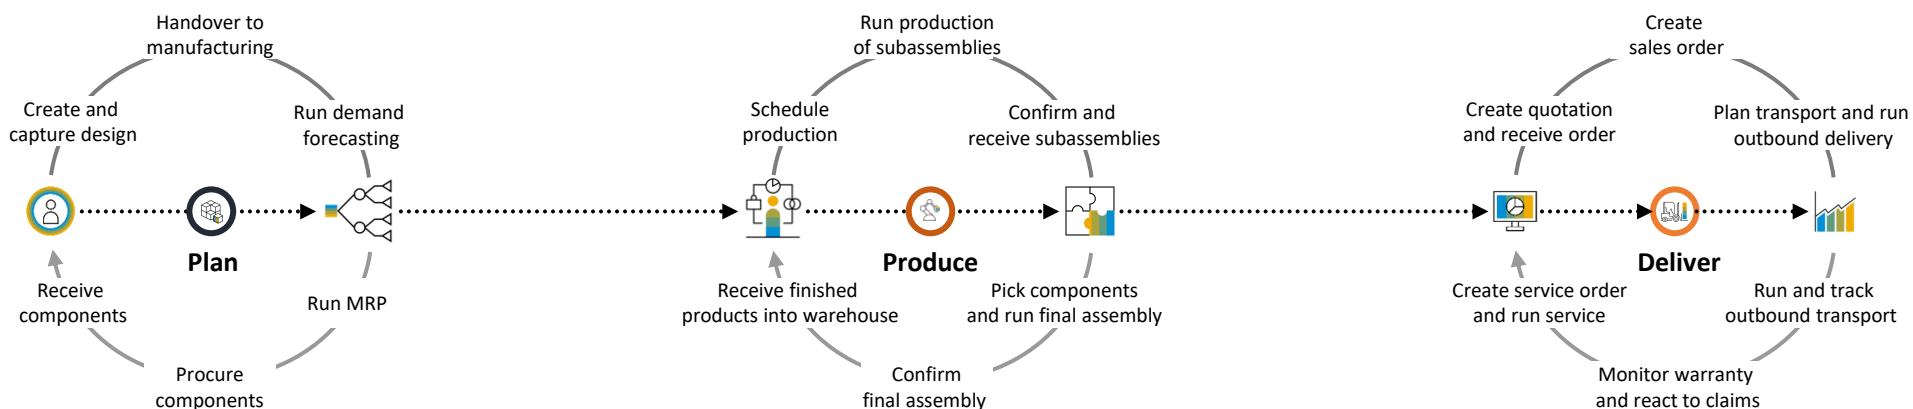 Handover to
manufacturing
Create and
capture design
Run demand
forecasting
Plan
Receive
components
Run MRP
Procure
components
Run production
of subassemblies
Schedule
production
Confirm and
receive subassemblies
Produce
Receive finished
products into warehouse
Pick components
and run final assembly
Confirm
final assembly
Create
sales order
Create quotation
and receive order
Plan transport and run
outbound delivery
Deliver
Create service order
and run service
Run and track
outbound transport
Monitor warranty
and react to claims